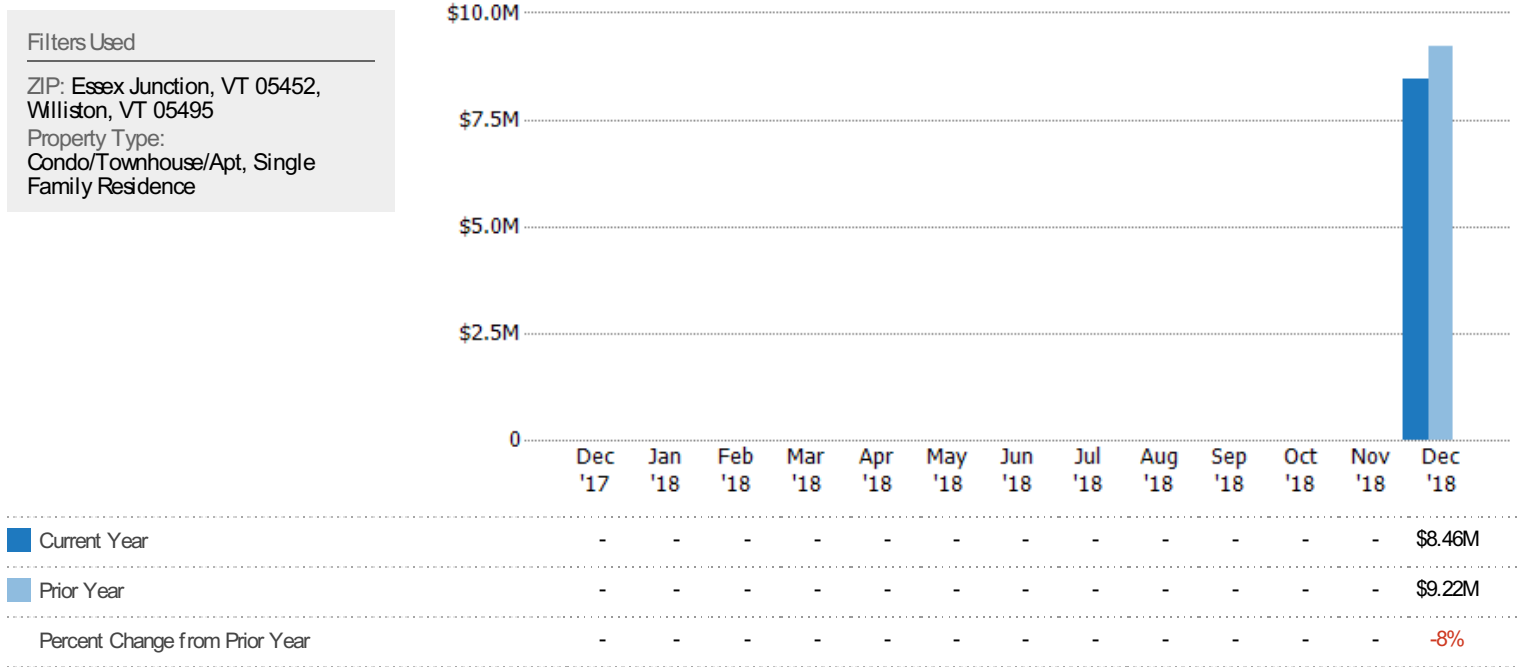 Filters Used
ZIP: Essex Junction, VT 05452,
Williston, VT 05495
Property Type:
Condo/Townhouse/Apt, Single
Family Residence
$10.0M
$7.5M
$5.0M
$2.5M
0
Dec Jan Feb Mar Apr May Jun Jul Aug Sep Oct Nov Dec
'17 '18 '18 '18 '18 '18 '18 '18 '18 '18 '18 '18 '18
Current Year - - - - - - - - - - - - $8.46M
Prior Year - - - - - - - - - - - - $9.22M
Percent Change from Prior Year - - - - - - - - - - - - -8%